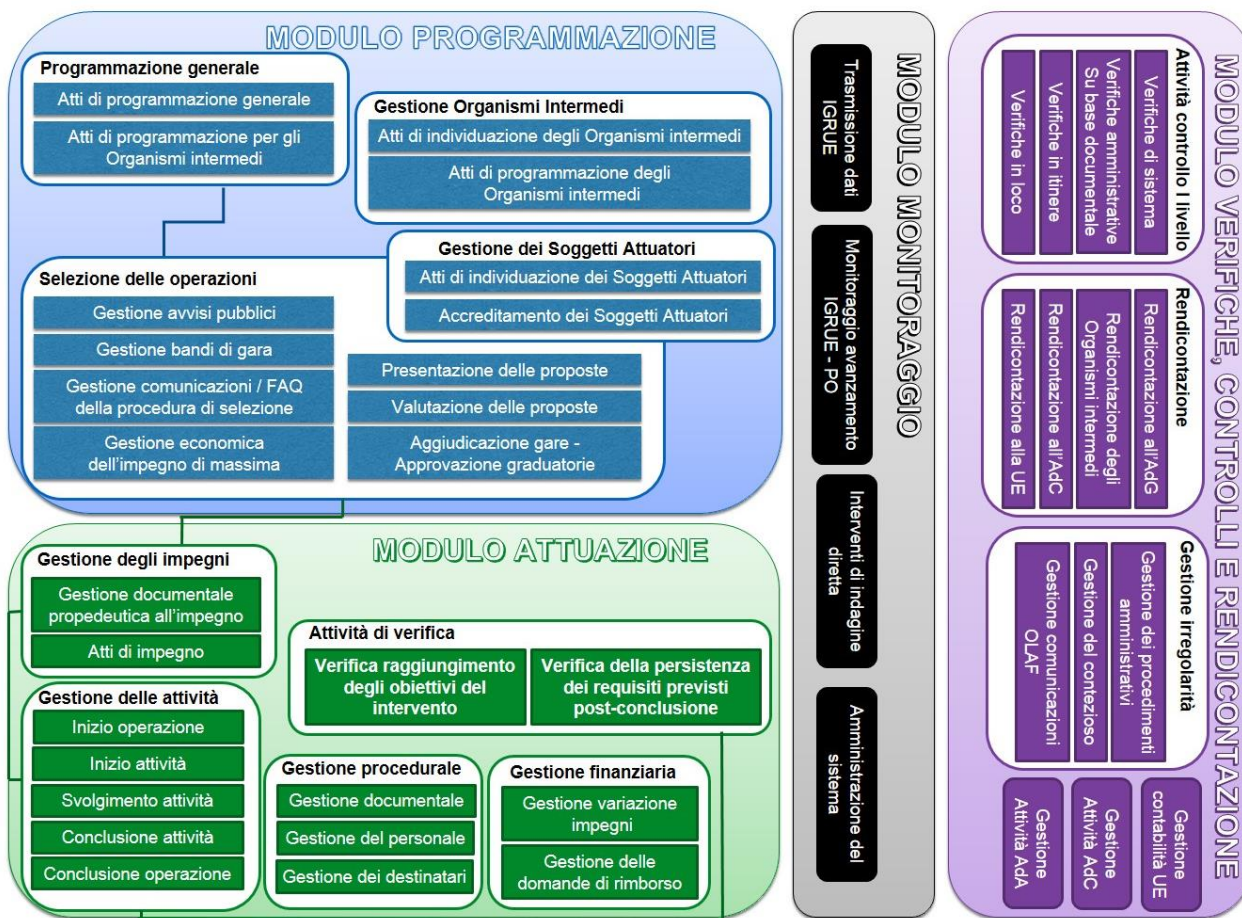 MODULO PROGRAMMAZIONE
Programmazione generale
Atti di programmazione generale
Atti di programmazione per gli
Organismi intermedi
Gestione Organismi Intermedi
Atti di individuazione degli Organismi intermedi
Atti di programmazione degli
Organismi intermedi
Gestione dei Soggetti Attuatori
Atti di individuazione dei Soggetti Attuatori
Accreditamento dei Soggetti Attuatori
Selezione delle operazioni
Gestione avvisi pubblici
Gestione bandi di gara
Gestione comunicazioni / FAQ
della procedura di selezione
Gestione economica
dell'impegno di massima
Presentazione delle proposte
Valutazione delle proposte
Aggiudicazione gare -
Approvazione graduatorie
MODULO ATTUAZIONE
Gestione degli impegni
Gestione documentale
propedeutica all'impegno
Atti di impegno
Attività di verifica
Verifica raggiungimento
degli obiettivi del
intervento
Verifica della persistenza
dei requisiti previsti
post-conclusione
Gestione delle attività
Inizio operazione
Inizio attività
Svolgimento attività
Conclusione attività
Conclusione operazione
Gestione procedurale
Gestione documentale
Gestione del personale
Gestione dei destinatari
Gestione finanziaria
Gestione variazione
impegni
Gestione delle
domande di rimborso
MODULO MONITORAGGIO
Trasmissione dati
IGRUE
Monitoraggio avanzamento
IGRUE - PO
Interventi di indagine
diretta
Amministrazione del
sistema
MODULO VERIFICHE, CONTROLLI E RENDICONTAZIONE
Attività controllo I livello
Verifiche di sistema
Verifiche amministrative
Su base documentale
Verifiche in itinere
Verifiche in loco
Rendicontazione
Rendicontazione all'AdG
Rendicontazione degli
Organismi intermedi
Rendicontazione all'AdC
Rendicontazione alla UE
Gestione irregolarità
Gestione dei procedimenti
amministrativi
Gestione del contezioso
Gestione comunicazioni
OLAF
Gestione
contabilità UE
Gestione
Attività AdC
Gestione
Attività AdA